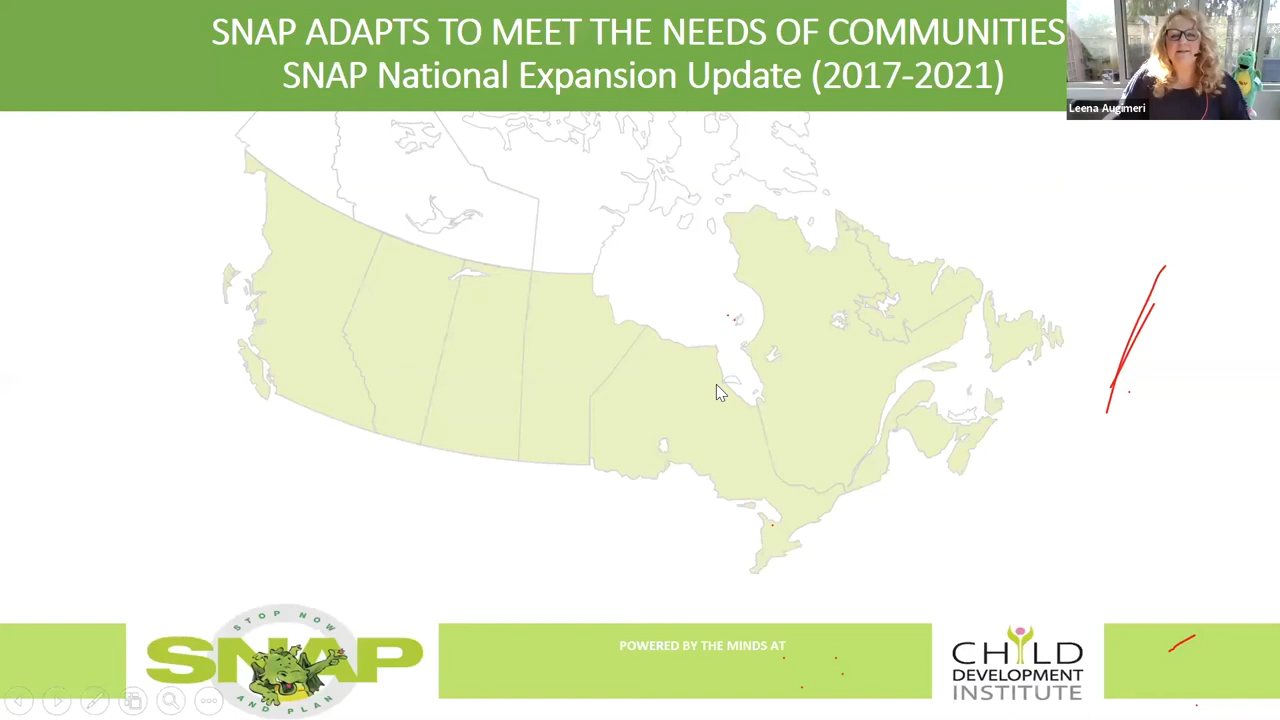 SNAP ADAPTS TO MEET THE NEEDS OF COMMUNITIES
SNAP National Expansion Update (2017-2021)
Leena Augimeri
STOP NOW
SNAP
AND PLAN
POWERED BY THE MINDS AT
CHILD
DEVELOPMENT
INSTITUTE